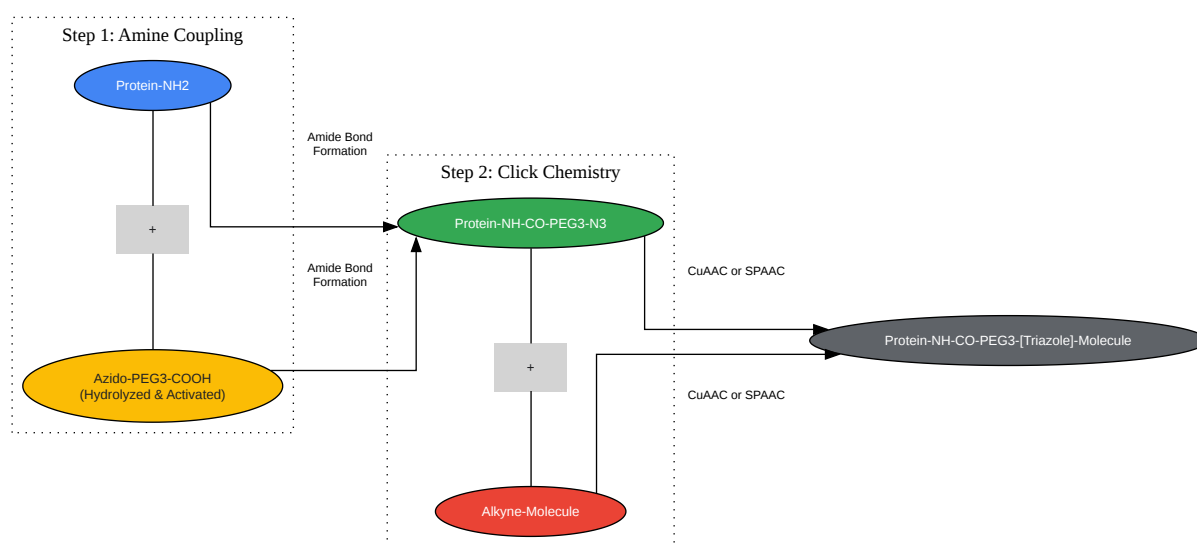 Step 1: Amine Coupling
Protein-NH2
+
Azido-PEG3-COOH
(Hydrolyzed & Activated)
Amide Bond
Formation
Amide Bond
Formation
Step 2: Click Chemistry
Protein-NH-CO-PEG3-N3
+
Alkyne-Molecule
CuAAC or SPAAC
CuAAC or SPAAC
Protein-NH-CO-PEG3-[Triazole]-Molecule